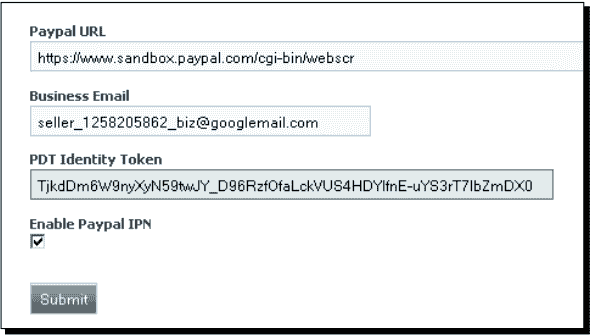 Paypal URL
https://www.sandbox.paypal.com/cgi-bin/webscr
Business Email
seller_1258205862_biz@googlemail.com
PDT Identity Token
TjkdDm6W9nyXyN59twJY_D96RzfOfaLckVUS4HDYlfnE-uYS3rT7lbZmDX0
Enable Paypal IPN
Submit